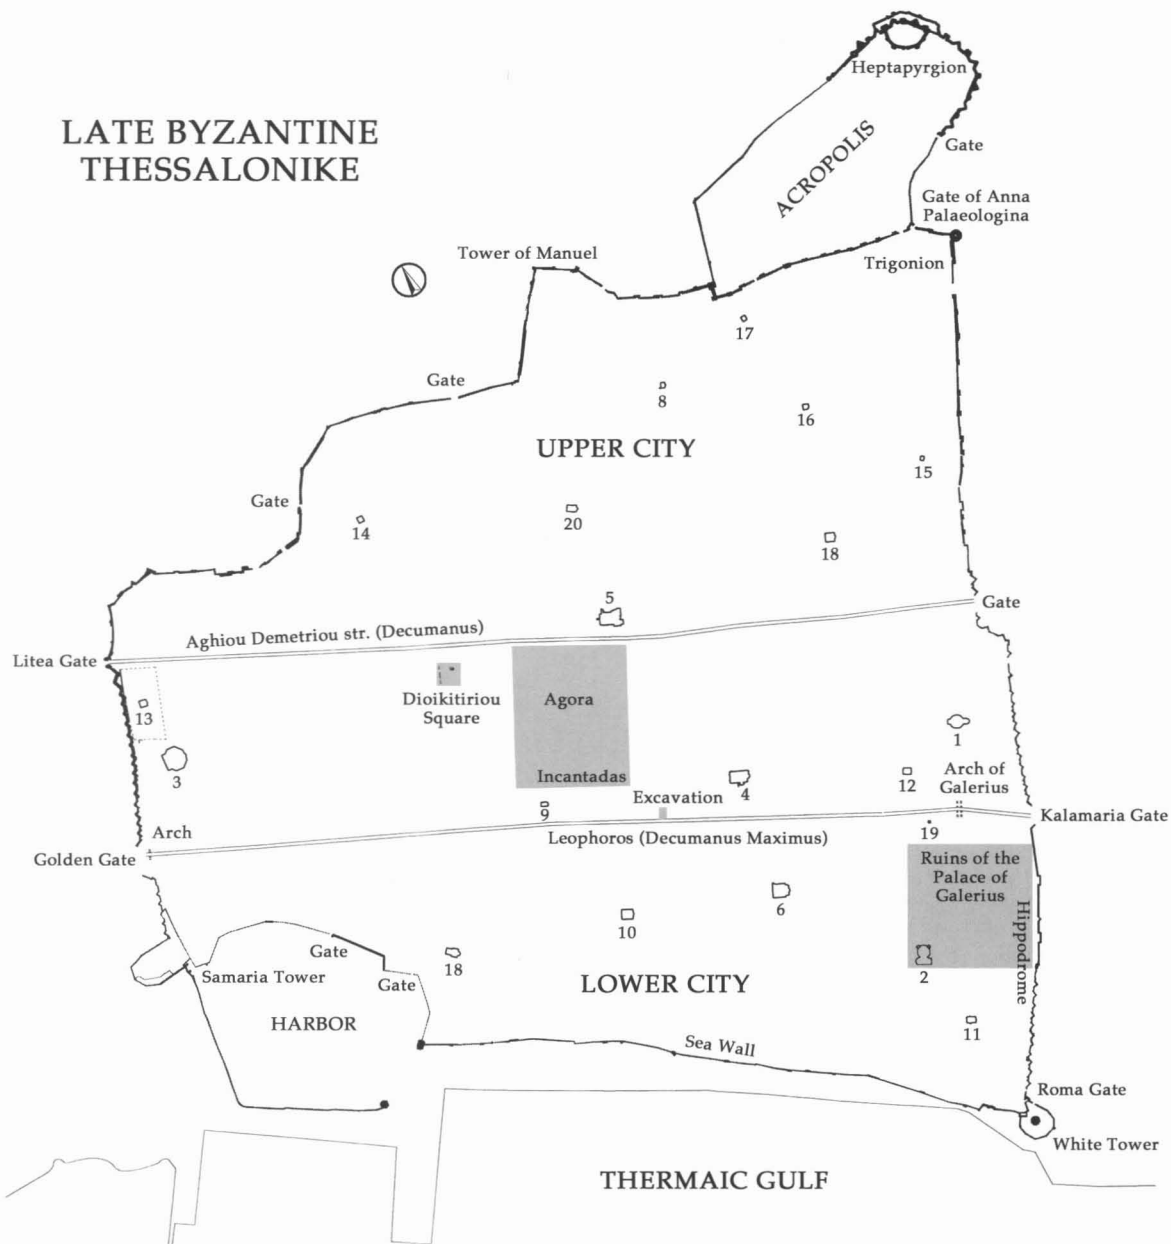 LATE BYZANTINE
THESSALONIKE
Heptapyrgion
ACROPOLIS
Gate
Gate of Anna
Palaeologina
Tower of Manuel
Trigonion
17
Gate
8
16
UPPER CITY
15
Gate
14
20
18
5
Gate
Aghiou Demetriou str. (Decumanus)
Litea Gate
Dioikitiriou
Square
Agora
13
1
3
Incantadas
4
12
Arch of
Galerius
Excavation
9
Kalamaria Gate
Arch
Leophoros (Decumanus Maximus)
19
Golden Gate
Ruins of the
Palace of
Galerius
Hippodrome
6
10
Gate
18
Samaria Tower
Gate
LOWER CITY
2
HARBOR
11
Sea Wall
Roma Gate
White Tower
THERMAIC GULF